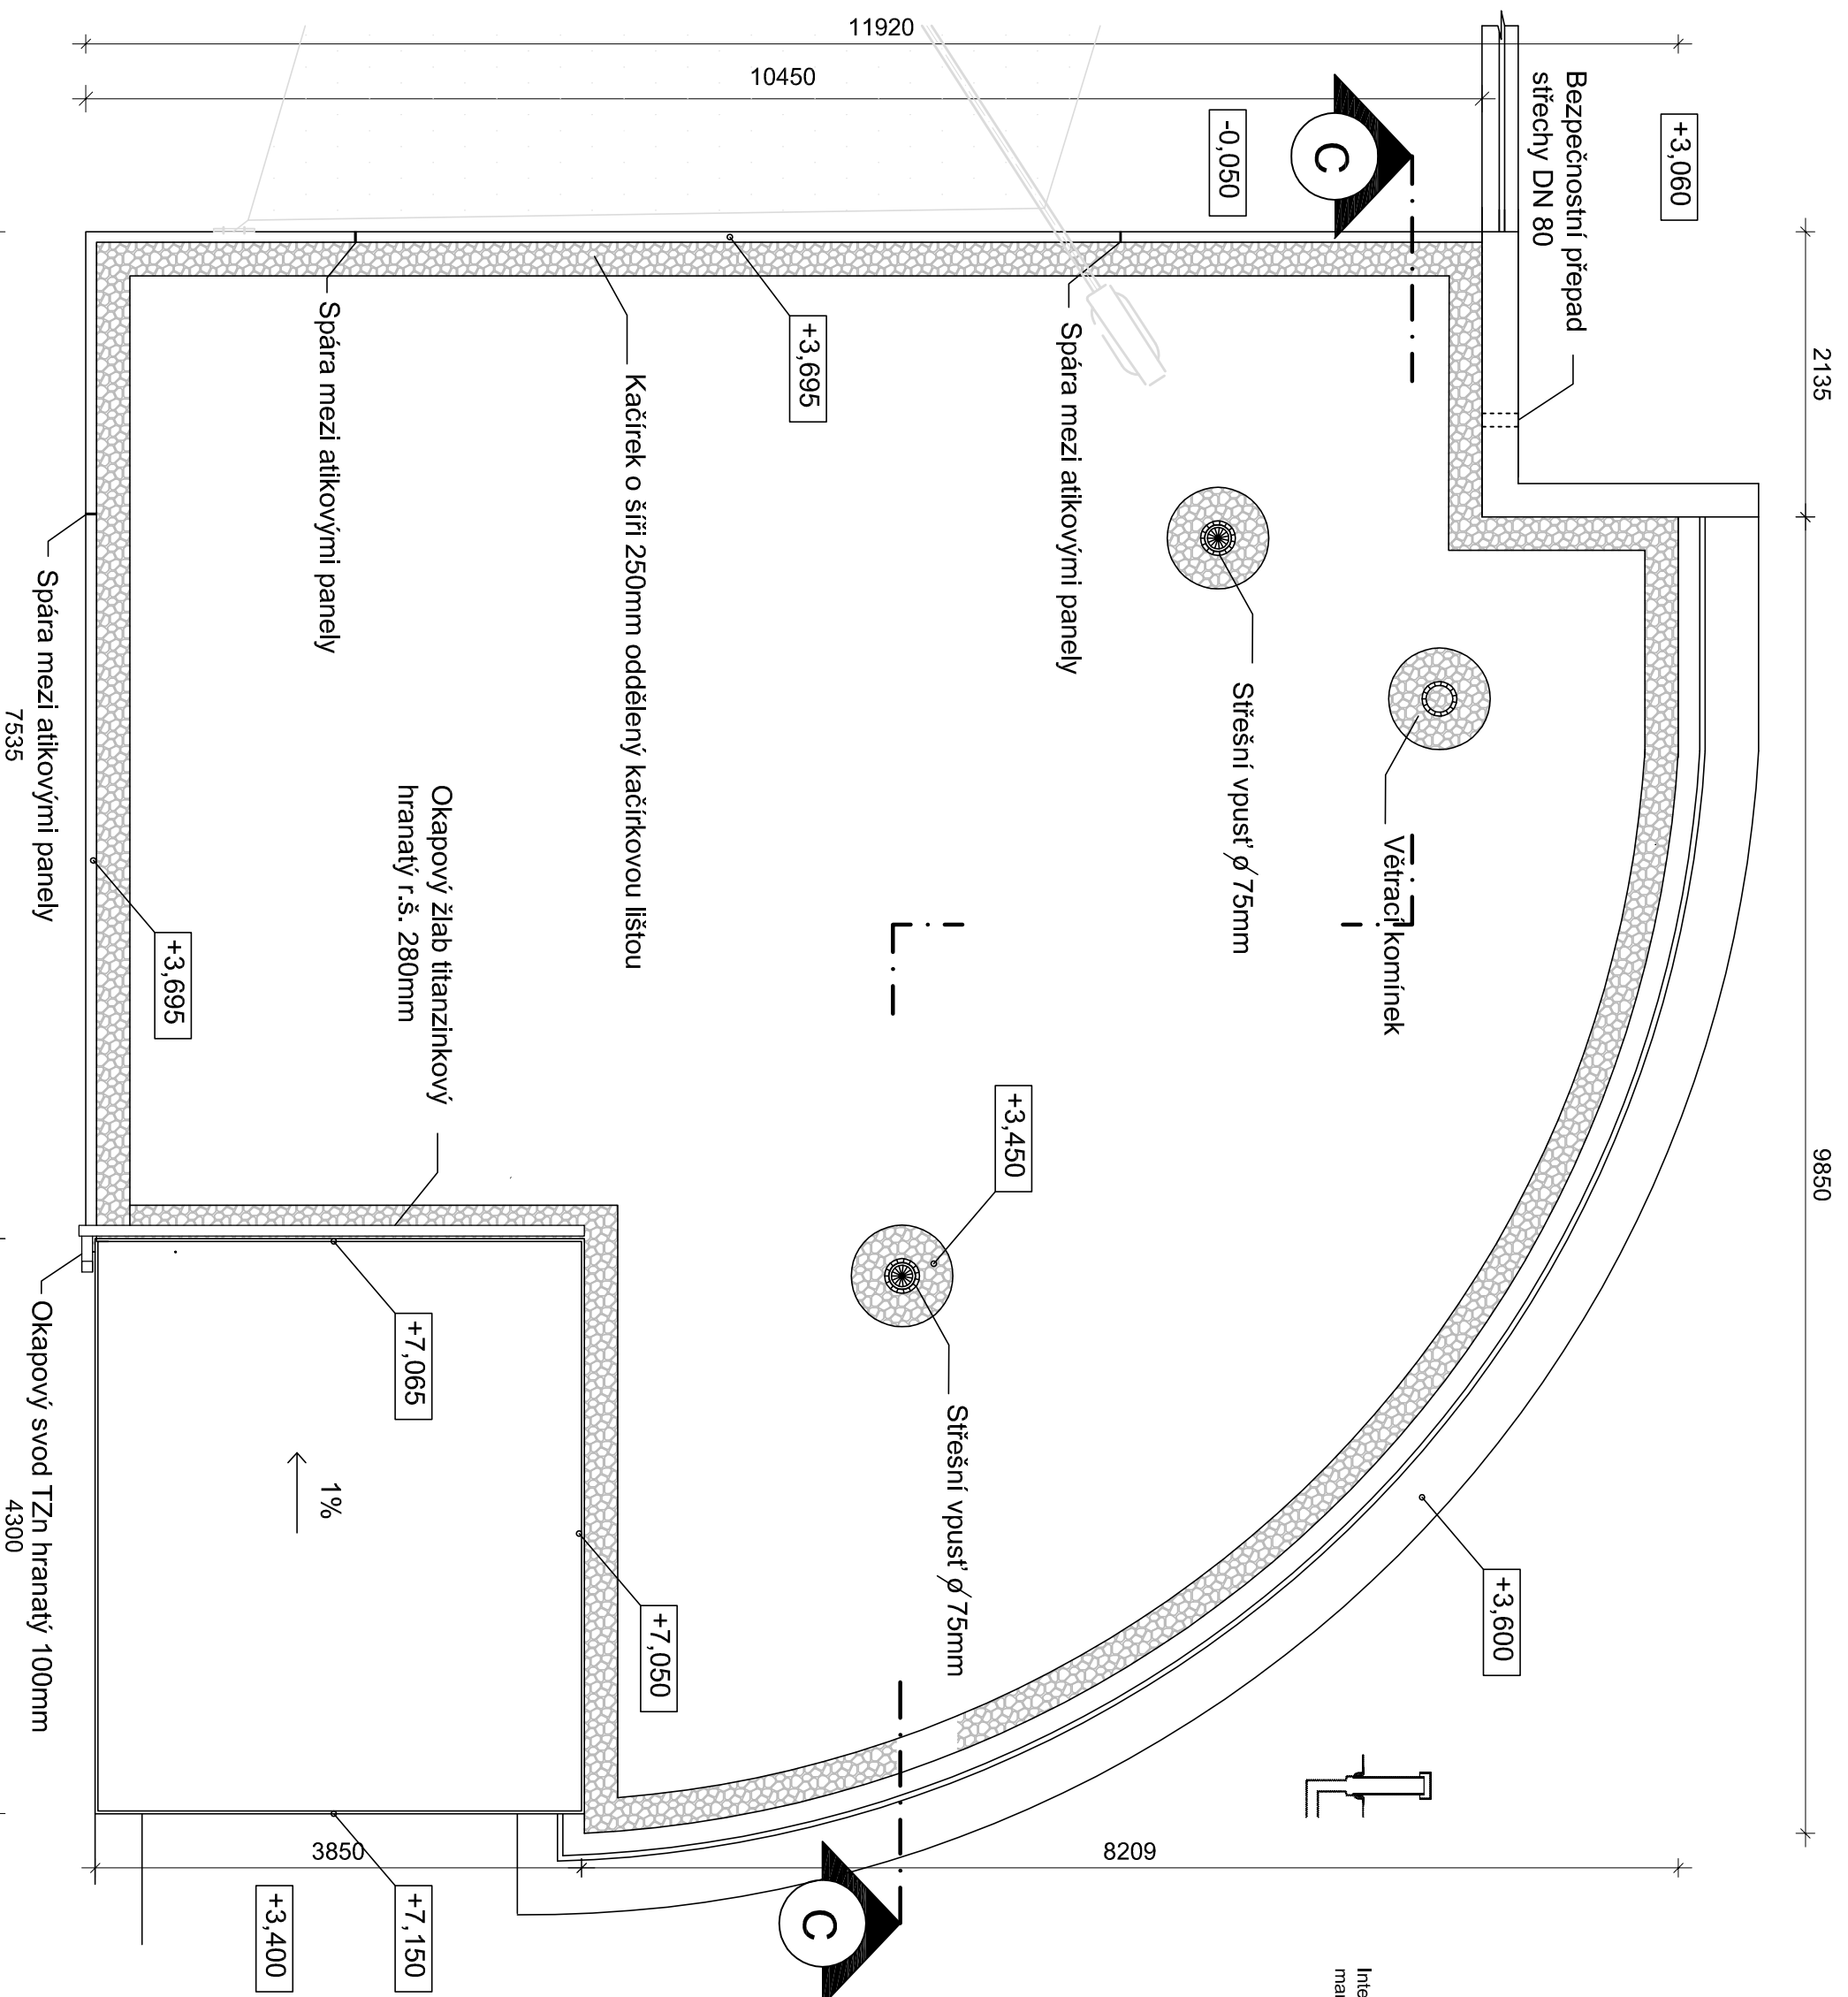 11920
10450
+3,060
Bezpečnostní přepad
střechy DN 80
-0,050
C
2135
9850
+3,695
Spára mezi atikovými panely
Kačírek o šíři 250mm oddělený kačírkovou lištou
Spára mezi atikovými panely
Střešní vpusť ø 75mm
Větrací komínek
Spára mezi atikovými panely
7535
+3,695
Okapový žlab titanzinkový
hranatý r.š. 280mm
+3,450
Střešní vpusť ø 75mm
+3,600
+7,065
1%
+7,050
Okapový svod TZn hranatý 100mm
4300
3850
8209
+7,150
+3,400
C